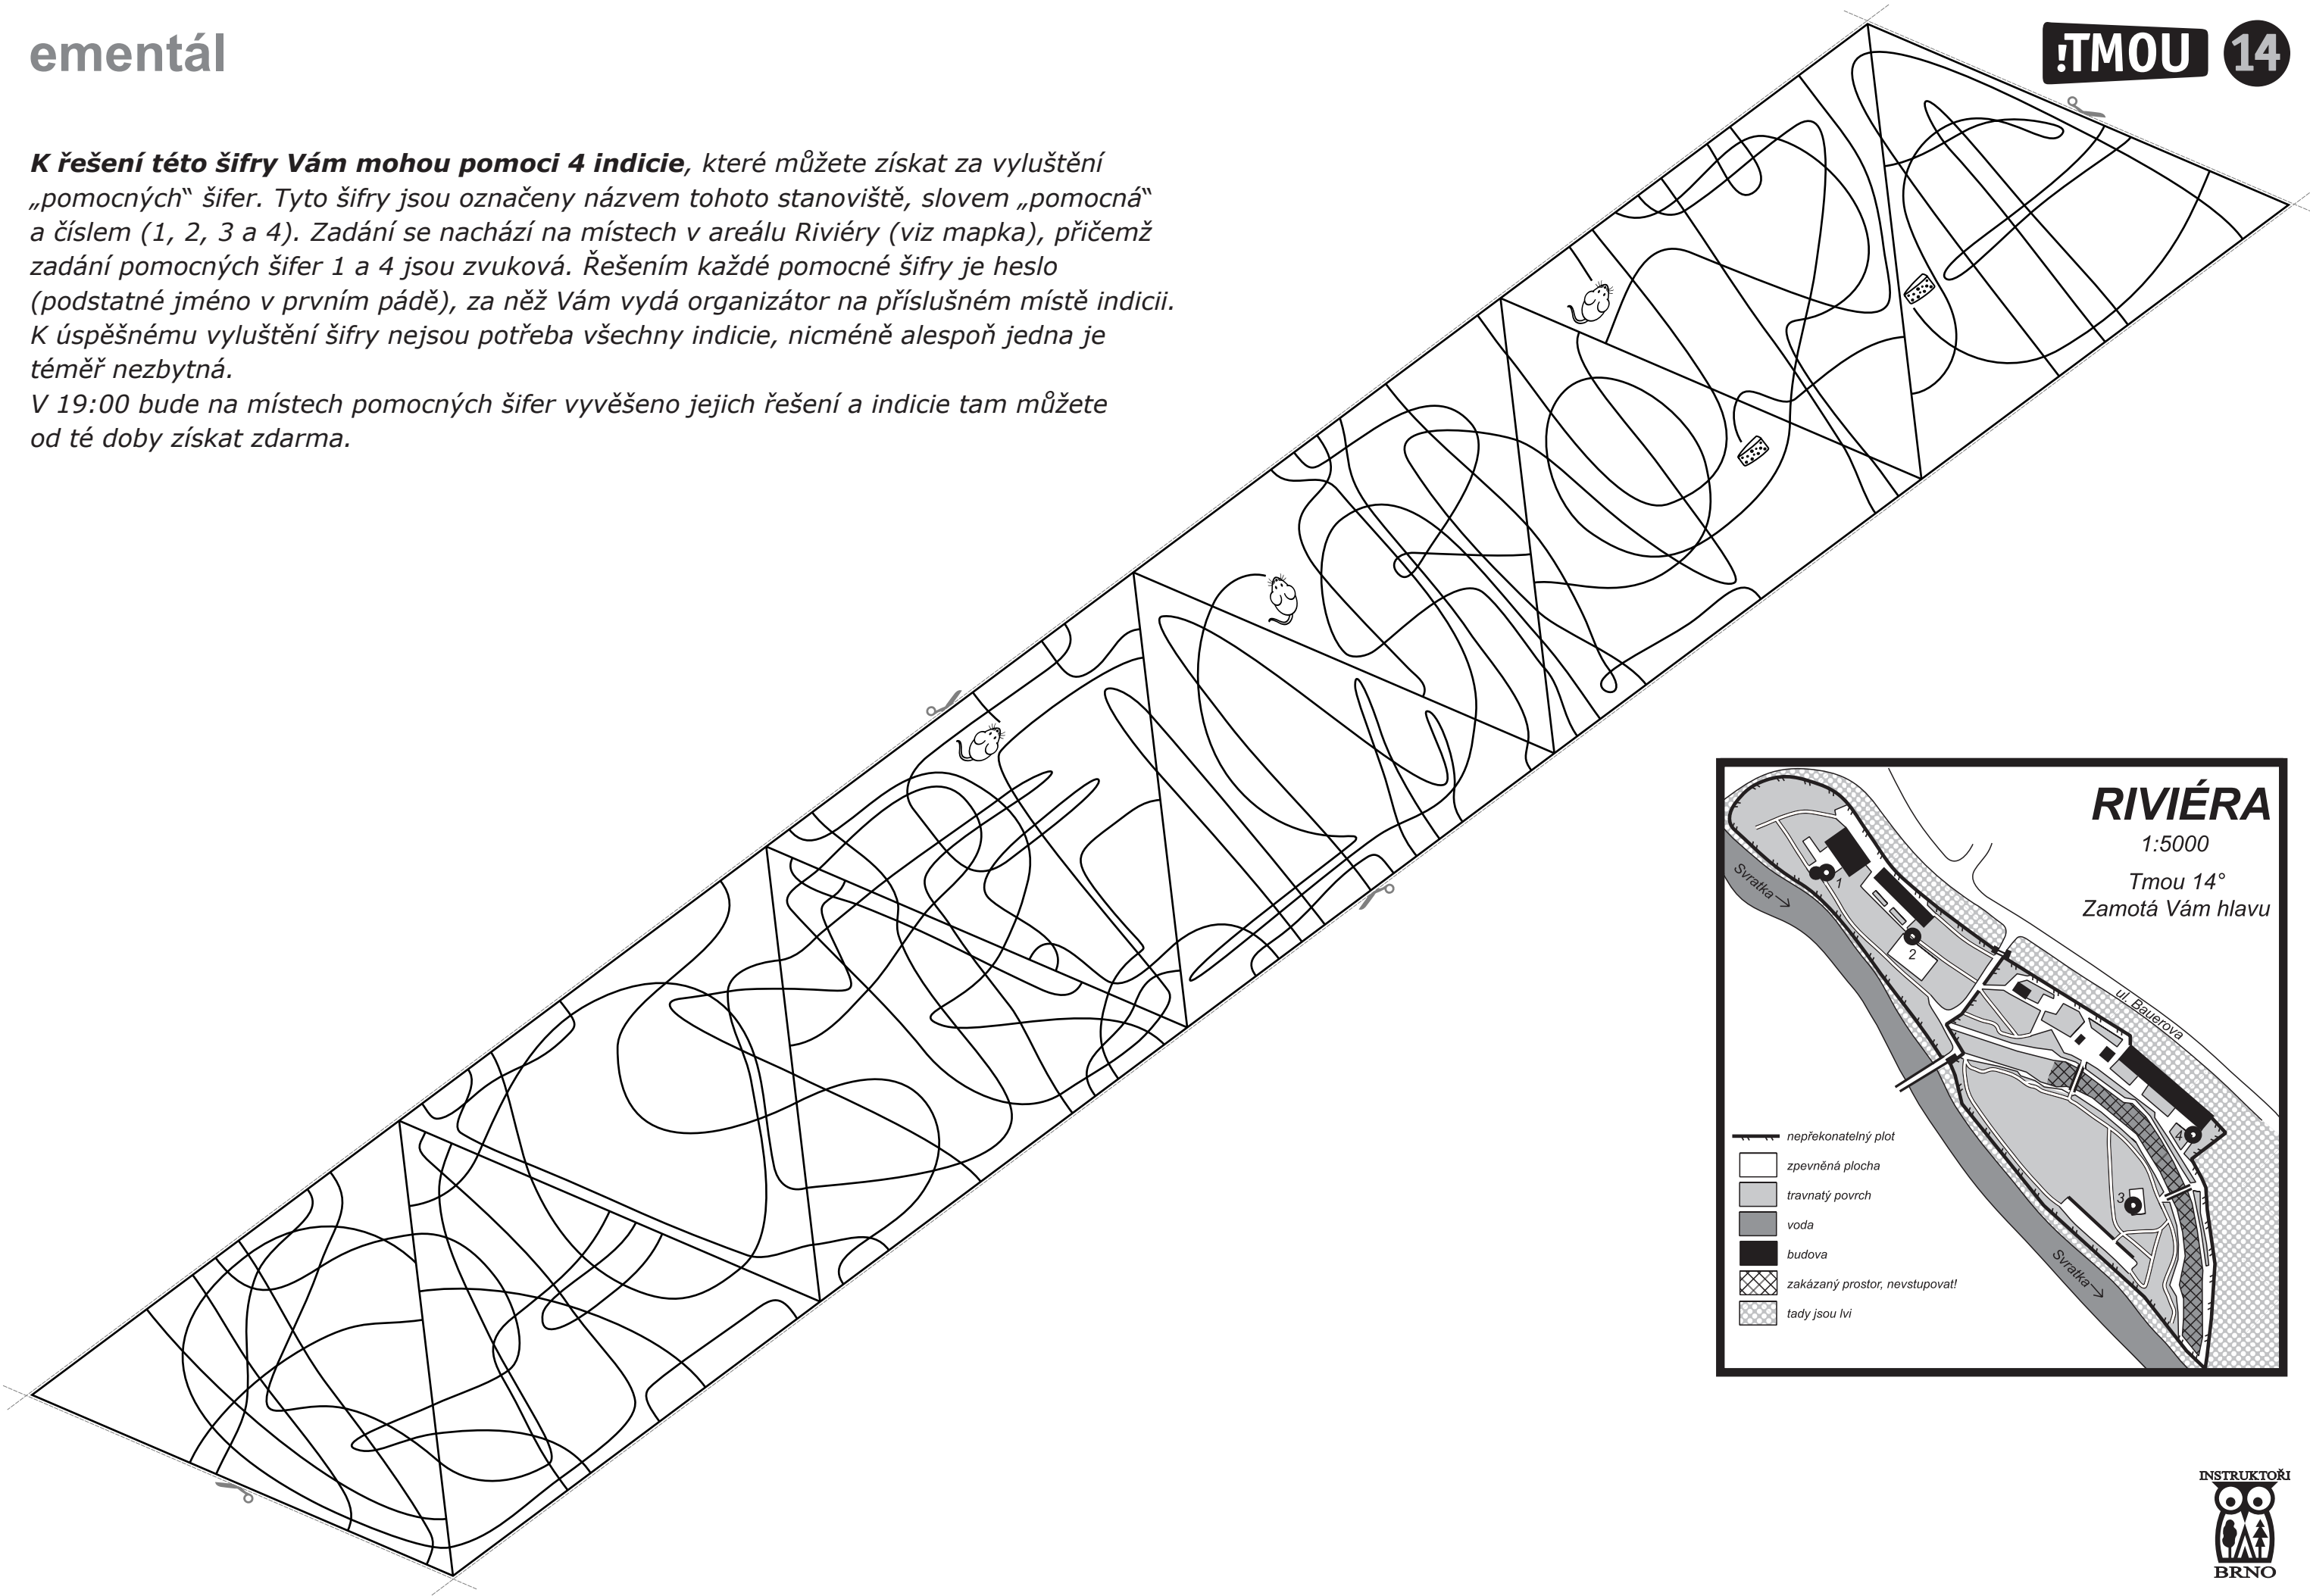 ementál
!TMOU 14
K řešení této šifry Vám mohou pomoci 4 indicie, které můžete získat za vyluštění
„pomocných“ šifer. Tyto šifry jsou označeny názvem tohoto stanoviště, slovem „pomocná“
a číslem (1, 2, 3 a 4). Zadání se nachází na místech v areálu Riviéry (viz mapka), přičemž
zadání pomocných šifer 1 a 4 jsou zvuková. Řešením každé pomocné šifry je heslo
(podstatné jméno v prvním pádě), za něž Vám vydá organizátor na příslušném místě indicii.
K úspěšnému vyluštění šifry nejsou potřeba všechny indicie, nicméně alespoň jedna je
téměř nezbytná.
V 19:00 bude na místech pomocných šifer vyvěšeno jejich řešení a indicie tam můžete
od té doby získat zdarma.
RIVIÉRA
1:5000
Tmou 14°
Zamotá Vám hlavu
Svratka
1
2
ul. Bauerova
4
3
Svratka
nepřekonatelný plot
zpevněná plocha
travnatý povrch
voda
budova
zakázaný prostor, nevstupovat!
tady jsou lvi
INSTRUKTOŘI
BRNO